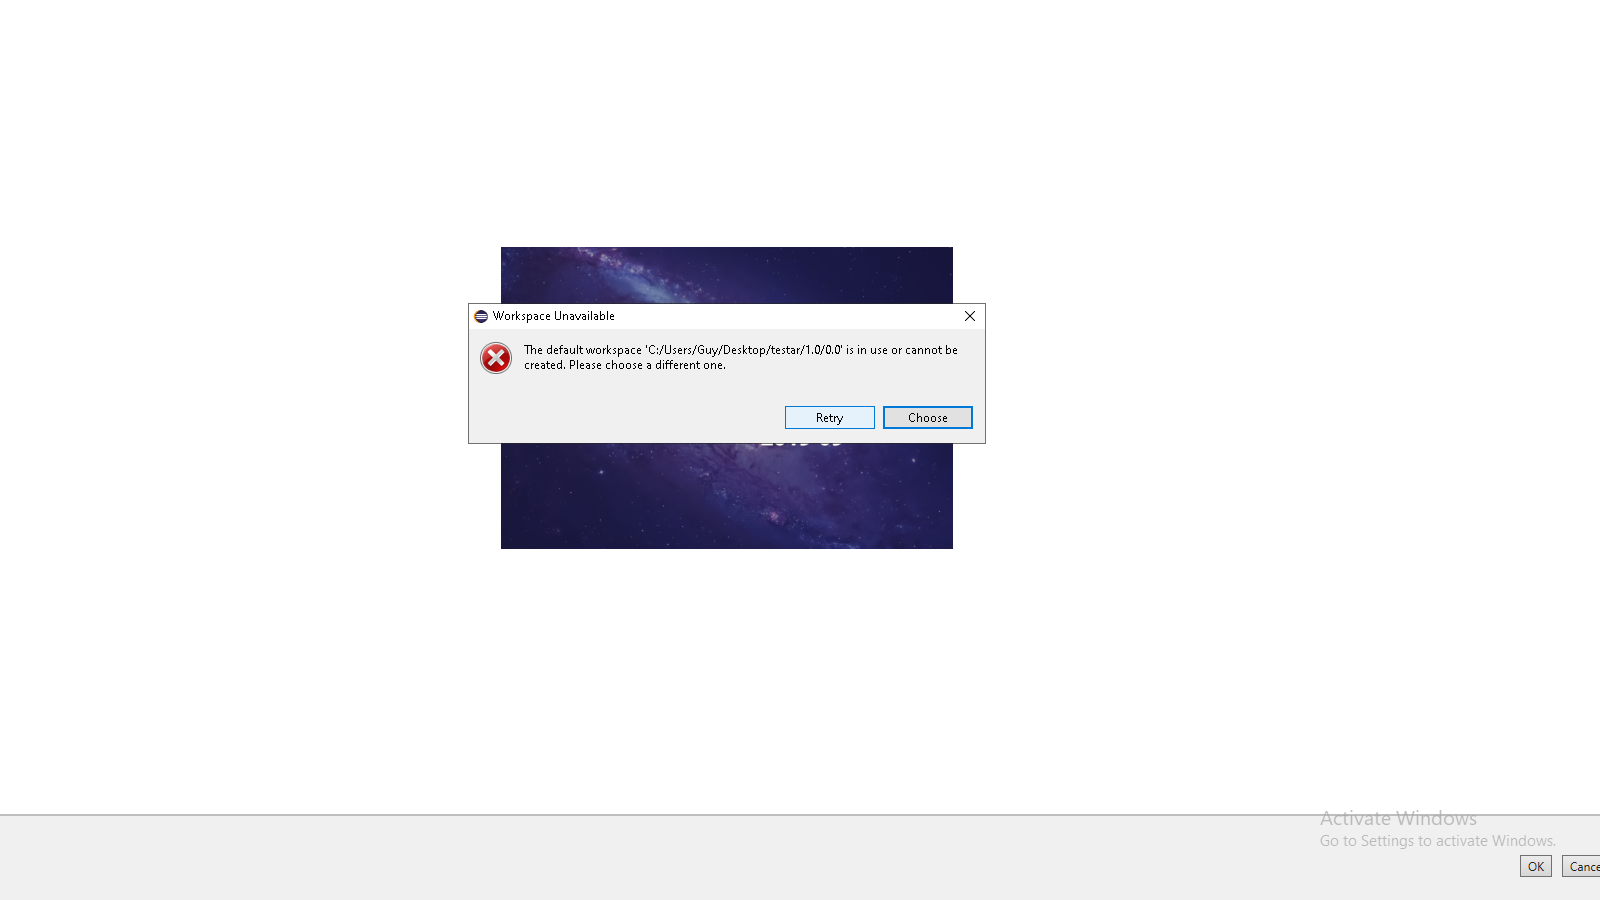 Workspace Unavailable
The default workspace 'C:/Users/Guy/Desktop/testar/1.0/0.0' is in use or cannot be
created. Please choose a different one.
Retry
Choose
Activate Windows
Go to Settings to activate Windows.
OK
Cance